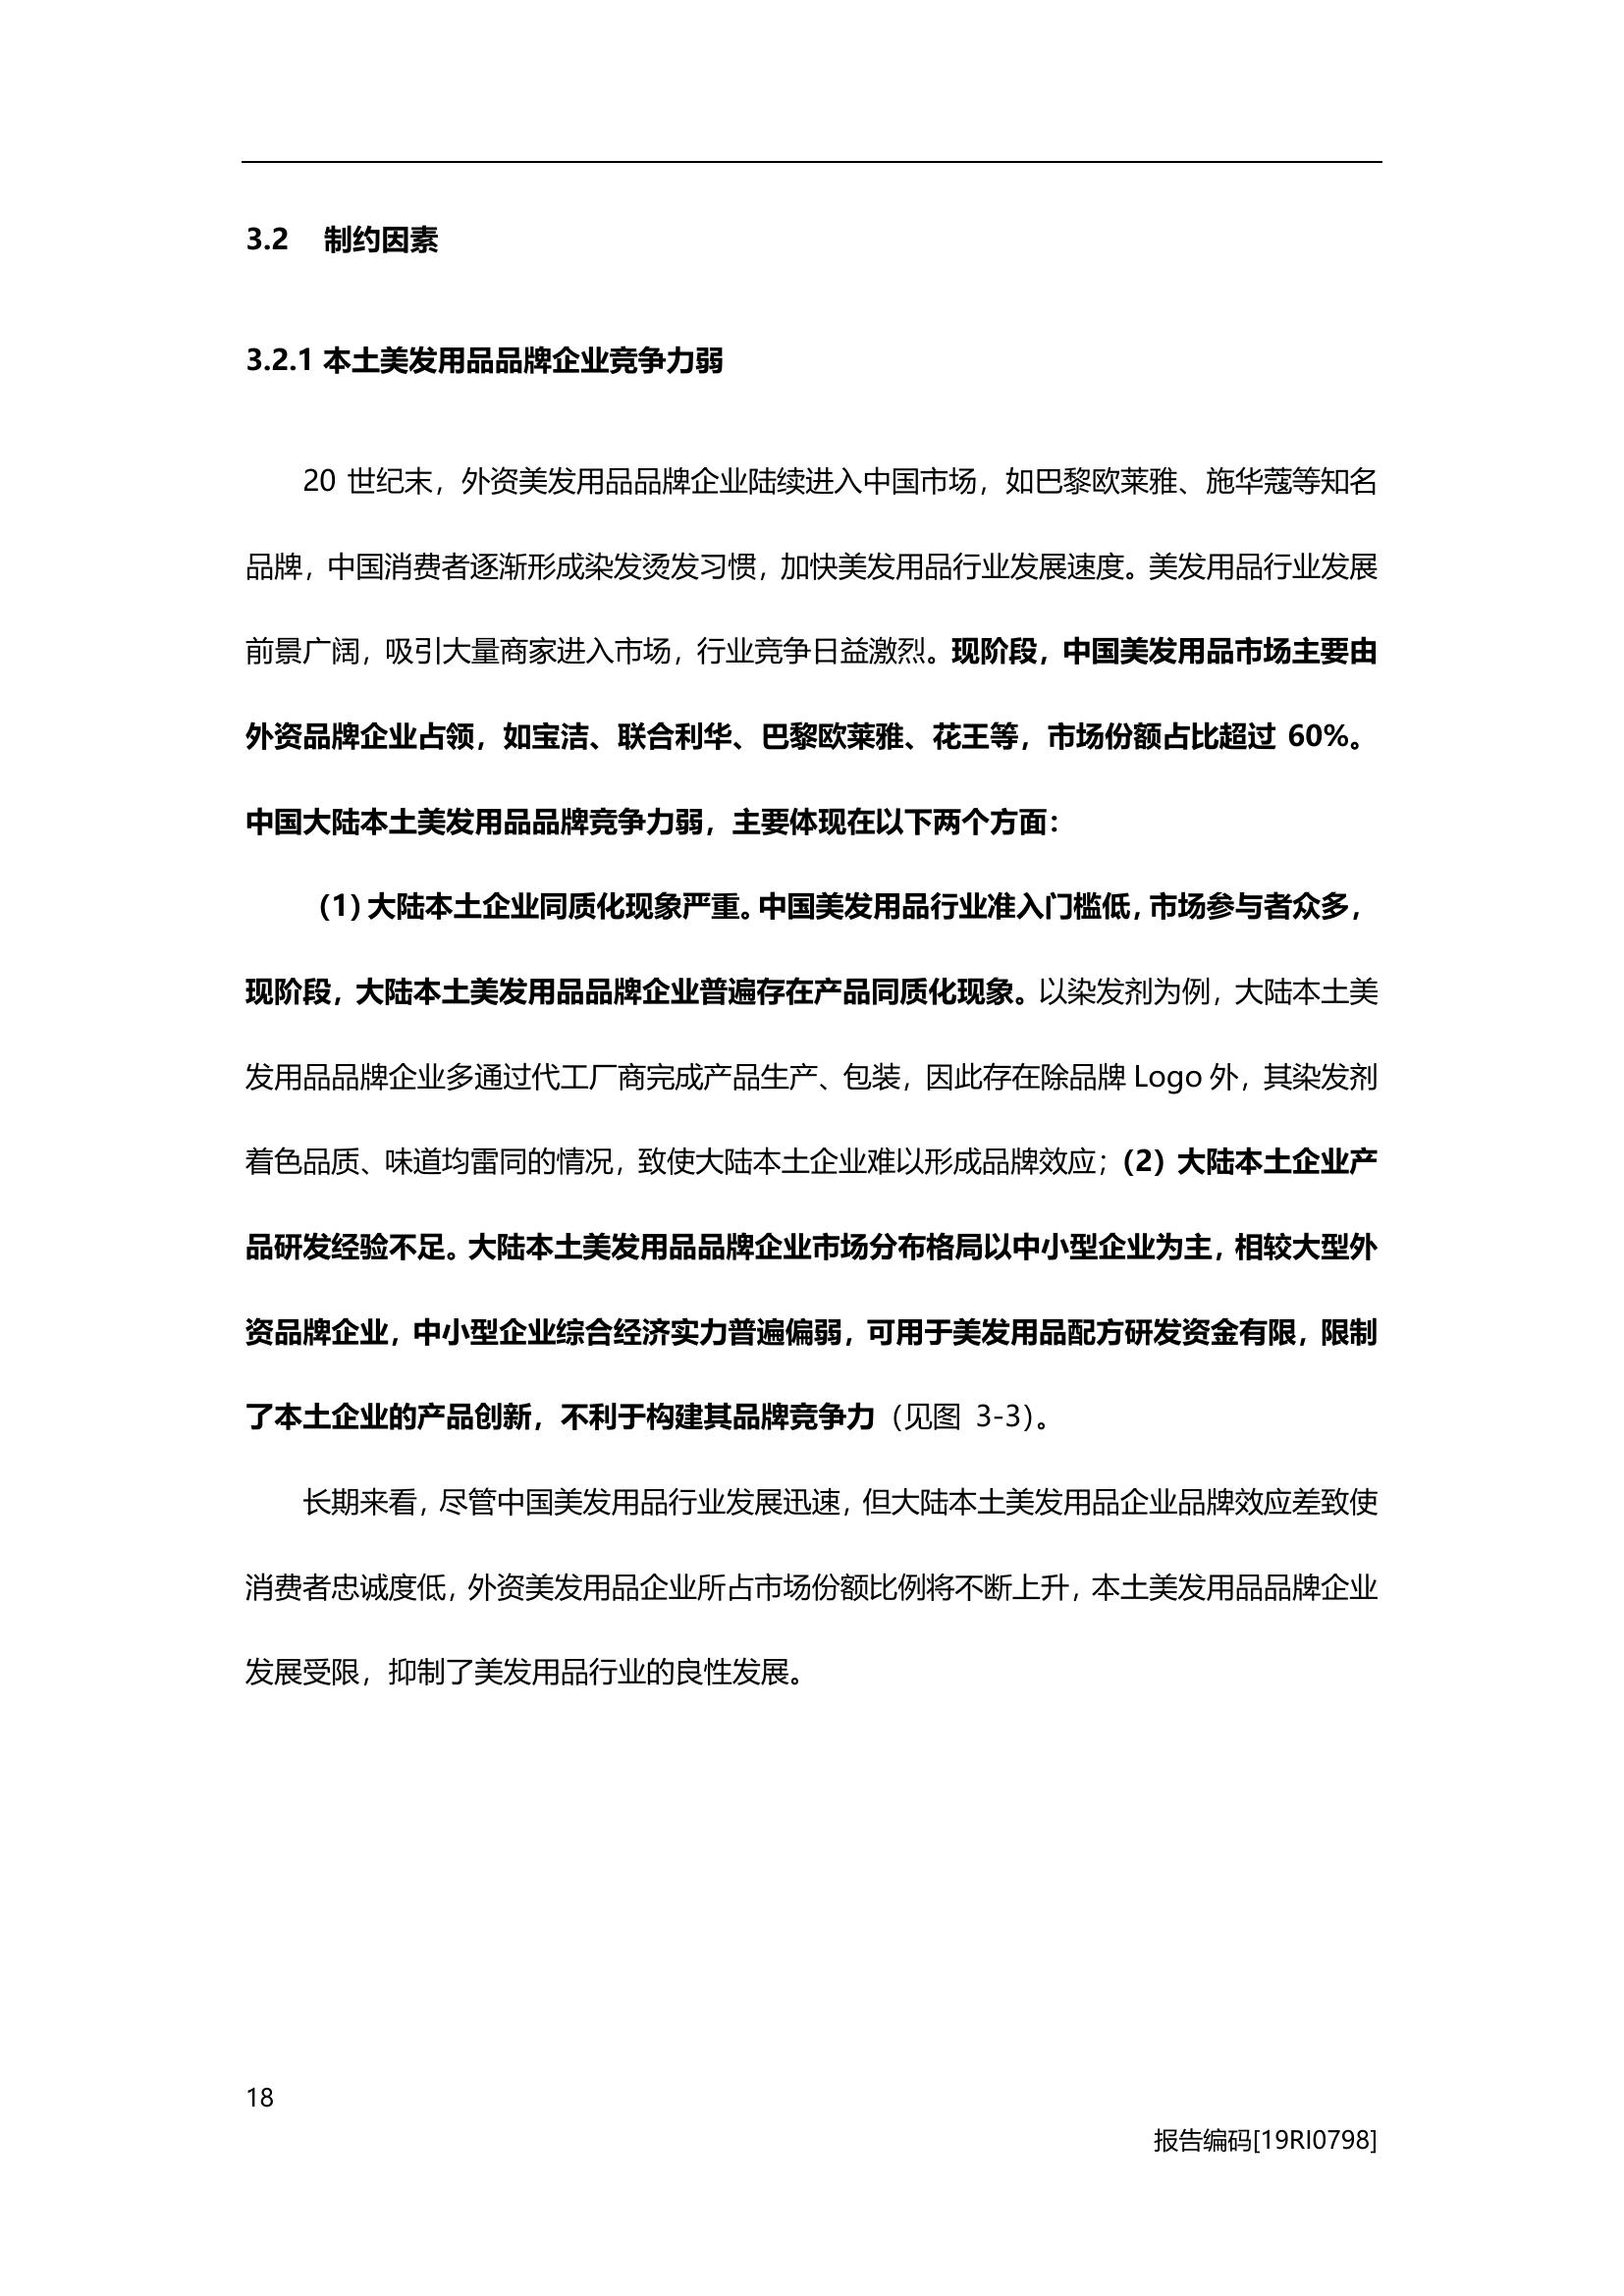 3.2 制约因素
3.2.1 本土美发用品品牌企业竞争力弱
20 世纪末，外资美发用品品牌企业陆续进入中国市场，如巴黎欧莱雅、施华蔻等知名
品牌，中国消费者逐渐形成染发烫发习惯，加快美发用品行业发展速度。美发用品行业发展
前景广阔，吸引大量商家进入市场，行业竞争日益激烈。现阶段，中国美发用品市场主要由
外资品牌企业占领，如宝洁、联合利华、巴黎欧莱雅、花王等，市场份额占比超过 60%。
中国大陆本土美发用品品牌竞争力弱，主要体现在以下两个方面：
（1）大陆本土企业同质化现象严重。中国美发用品行业准入门槛低，市场参与者众多，
现阶段，大陆本土美发用品品牌企业普遍存在产品同质化现象。以染发剂为例，大陆本土美
发用品品牌企业多通过代工厂商完成产品生产、包装，因此存在除品牌 Logo 外，其染发剂
着色品质、味道均雷同的情况，致使大陆本土企业难以形成品牌效应；（2）大陆本土企业产
品研发经验不足。大陆本土美发用品品牌企业市场分布格局以中小型企业为主，相较大型外
资品牌企业，中小型企业综合经济实力普遍偏弱，可用于美发用品配方研发资金有限，限制
了本土企业的产品创新，不利于构建其品牌竞争力（见图 3-3）。
长期来看，尽管中国美发用品行业发展迅速，但大陆本土美发用品企业品牌效应差致使
消费者忠诚度低，外资美发用品企业所占市场份额比例将不断上升，本土美发用品品牌企业
发展受限，抑制了美发用品行业的良性发展。
18
报告编码[19RI0798]